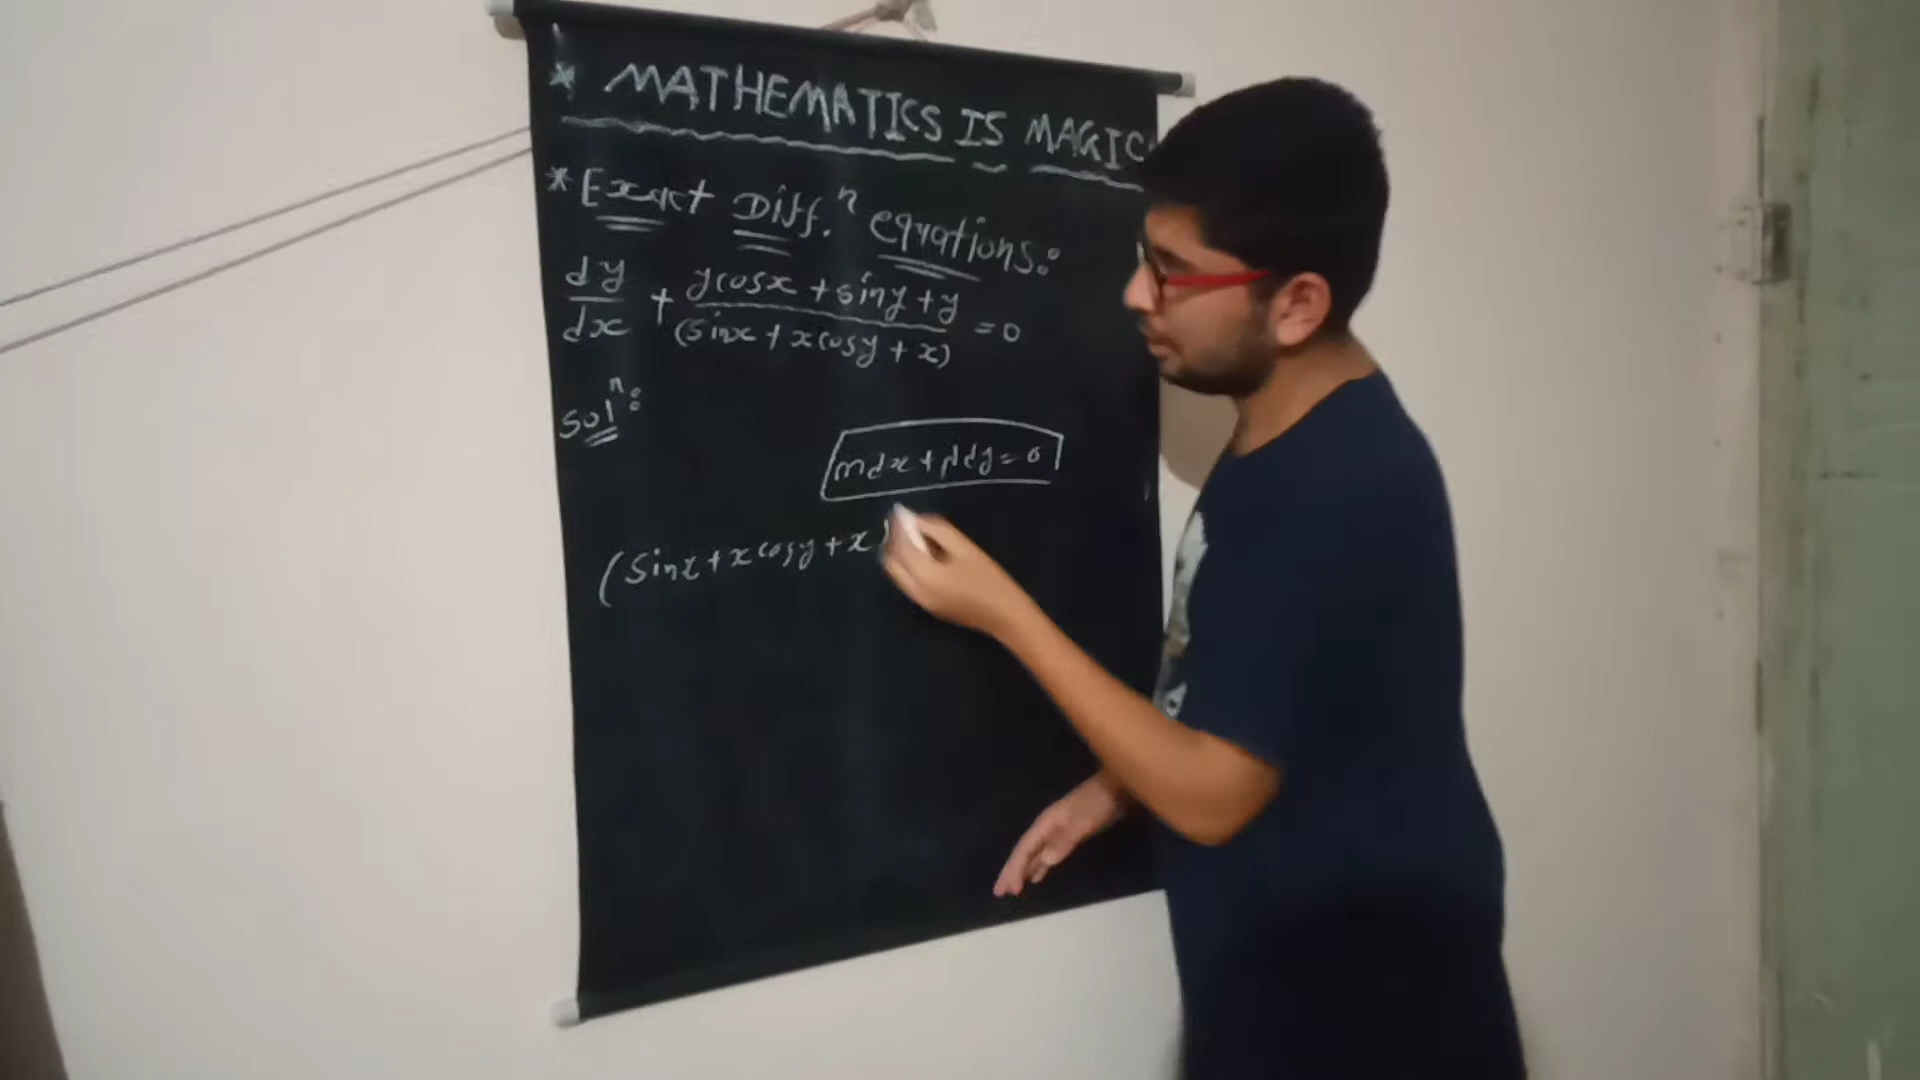 * MATHEMATICS IS MAGIC
* Exact Diff.ⁿ equations:
dy/dx + (ycosx + siny + y)/(sinx + xcosy + x) = 0
Solⁿ:
mdx + Ndy = 0
(sinx + xcosy + x)